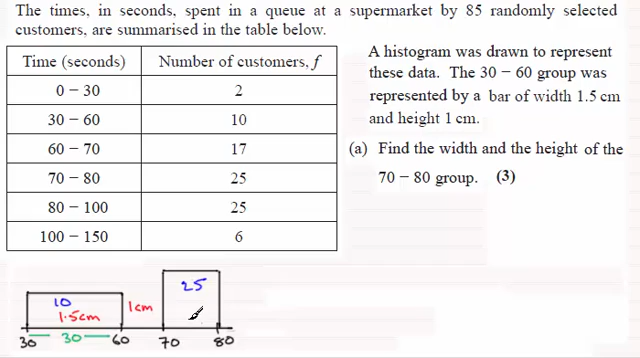 The times, in seconds, spent in a queue at a supermarket by 85 randomly selected
customers, are summarised in the table below.
Time (seconds) Number of customers, f
0 – 30 2
30 – 60 10
60 – 70 17
70 – 80 25
80 – 100 25
100 – 150 6
A histogram was drawn to represent
these data. The 30 – 60 group was
represented by a bar of width 1.5 cm
and height 1 cm.
(a) Find the width and the height of the
70 – 80 group. (3)
10
1.5cm
1cm
25
30 30 60 70 80